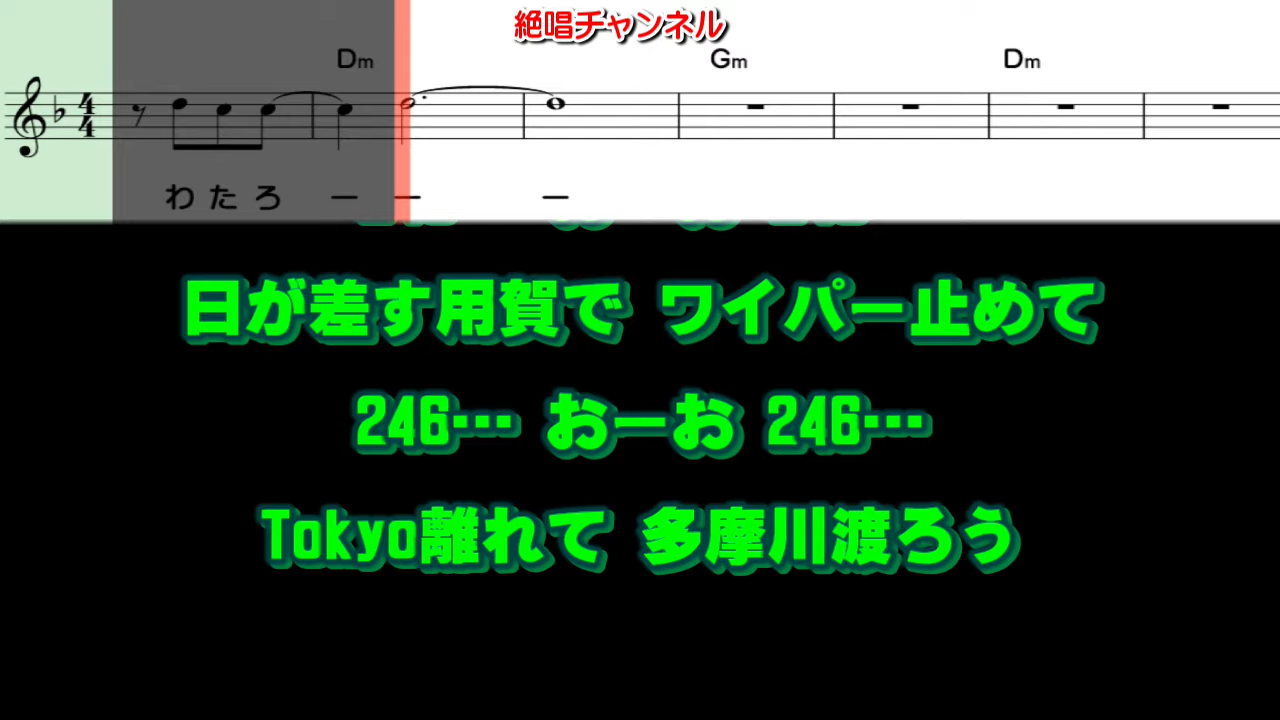 絶唱チャンネル
Dm Gm Dm
4
4
わ た ろ ー ー ー
日が差す用賀で ワイパー止めて
246… おーお 246…
Tokyo離れて 多摩川渡ろう